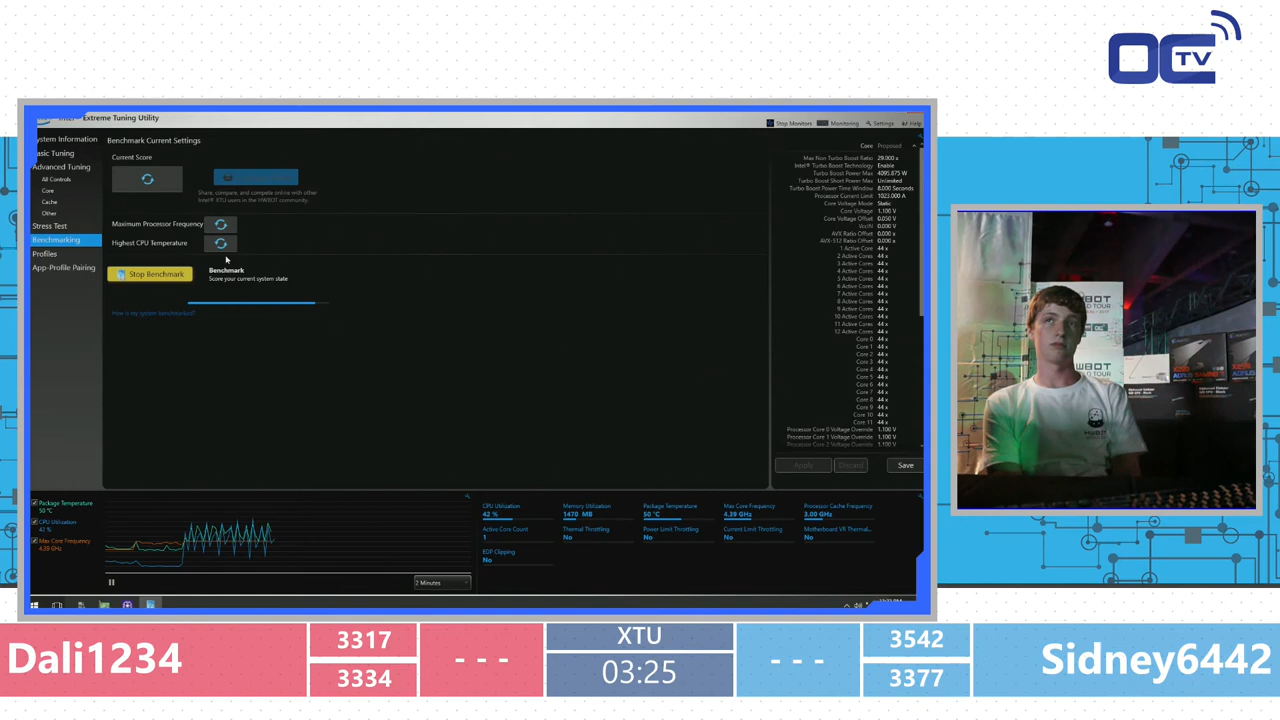 OC
TV
Extreme Tuning Utility
Stop Monitors
Monitoring
Settings
Help
System Information
Basic Tuning
Advanced Tuning
All Controls
Core
Cache
Other
Stress Test
Benchmarking
Profiles
App-Profile Pairing
Benchmark Current Settings
Current Score
Share, compare, and compete online with other
Intel® XTU users in the HWBOT community.
Maximum Processor Frequency
Highest CPU Temperature
Stop Benchmark
Benchmark
Score your current system state
How is my system benchmarked?
Core Proposed
Max Non Turbo Boost Ratio 29.000 x
Intel® Turbo Boost Technology Enable
Turbo Boost Power Max 4095.875 W
Turbo Boost Short Power Max Unlimited
Turbo Boost Power Time Window 8.000 Seconds
Processor Current Limit 1023.000 A
Core Voltage Mode Static
Core Voltage 1.100 V
Core Voltage Offset 0.050 V
VccIN 0.000 V
AVX Ratio Offset 0.000x
AVX-512 Ratio Offset 0.000x
1 Active Core 44 x
2 Active Cores 44 x
3 Active Cores 44 x
4 Active Cores 44 x
5 Active Cores 44 x
6 Active Cores 44 x
7 Active Cores 44 x
8 Active Cores 44 x
9 Active Cores 44 x
10 Active Cores 44 x
11 Active Cores 44 x
12 Active Cores 44 x
Core 0 44 x
Core 1 44 x
Core 2 44 x
Core 3 44 x
Core 4 44 x
Core 5 44 x
Core 6 44 x
Core 7 44 x
Core 8 44 x
Core 9 44 x
Core 10 44 x
Core 11 44 x
Processor Core 0 Voltage Override 1.100 V
Processor Core 1 Voltage Override 1.100 V
Processor Core 2 Voltage Override 1.100 V
Apply
Discard
Save
Package Temperature
50 °C
CPU Utilization
42 %
Max Core Frequency
4.39 GHz
2 Minutes
CPU Utilization
42 %
Memory Utilization
1470 MB
Package Temperature
50 °C
Max Core Frequency
4.39 GHz
Processor Cache Frequency
3.00 GHz
Active Core Count
1
Thermal Throttling
No
Power Limit Throttling
No
Current Limit Throttling
No
Motherboard VR Thermal...
No
EDP Clipping
No
HWBOT
X299
AORUS GAMING
Dali1234
3317
3334
---
XTU
03:25
---
3542
3377
Sidney6442